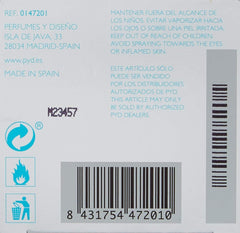 REF. 0147201
PERFUMES Y DISEÑO
ISLA DE JAVA, 33
28034 MADRID-SPAIN
www.pyd.es
MADE IN SPAIN
MANTENER FUERA DEL ALCANCE DE
LOS NIÑOS. EVITAR VAPORIZAR HACIA
LOS OJOS O SOBRE UNA PIEL IRRITADA.
KEEP OUT OF REACH OF CHILDREN.
AVOID SPRAYING TOWARDS THE EYES
OR INFLAMED SKIN
ESTE ARTÍCULO SÓLO
PUEDE SER VENDIDO
POR LOS DISTRIBUIDORES
AUTORIZADOS DE PYD
THIS ARTICLE MAY ONLY
BE SOLD BY AUTHORIZED
PYD DEALERS
M23457
8 431754 472010